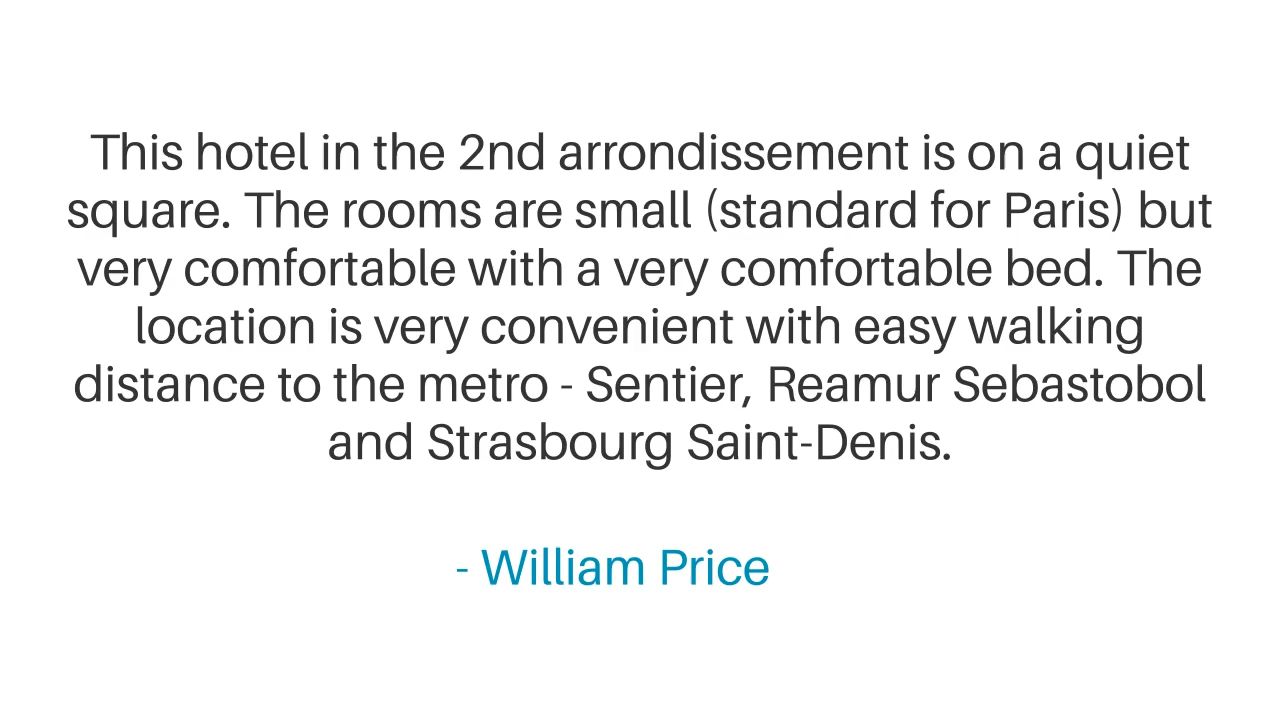 This hotel in the 2nd arrondissement is on a quiet
square. The rooms are small (standard for Paris) but
very comfortable with a very comfortable bed. The
location is very convenient with easy walking
distance to the metro - Sentier, Reamur Sebastobol
and Strasbourg Saint-Denis.
- William Price